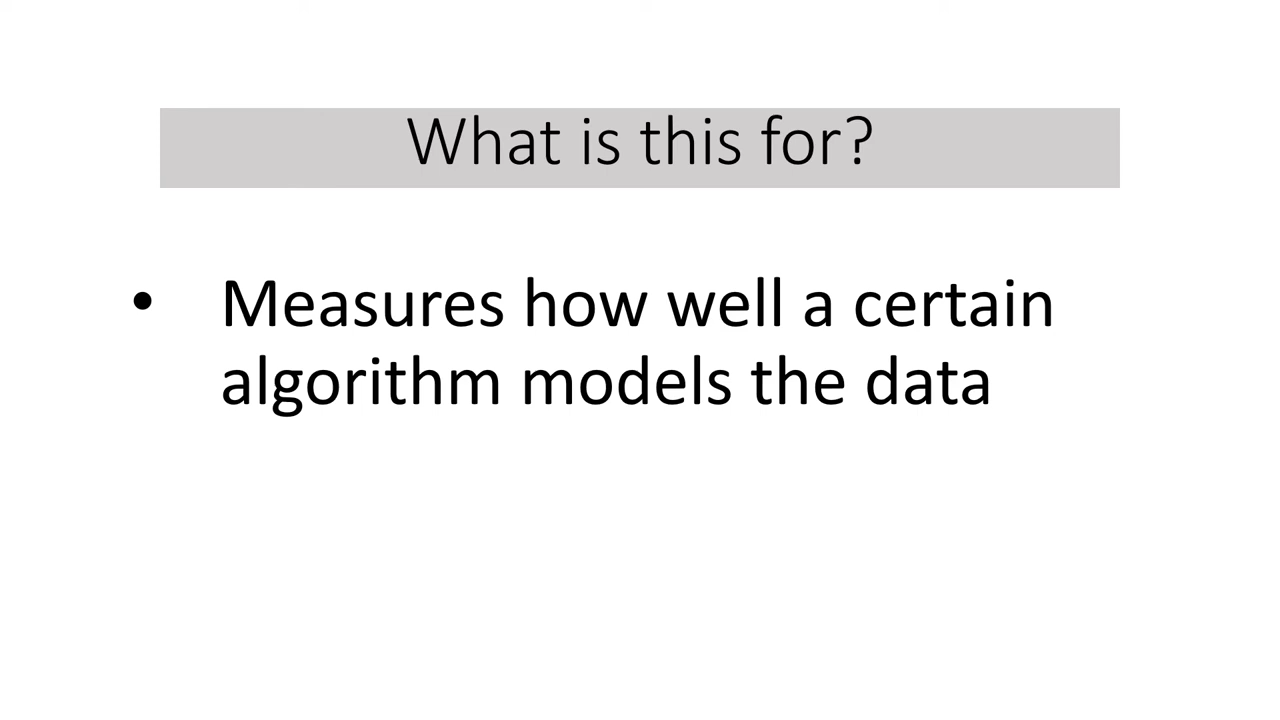 What is this for?
• Measures how well a certain
algorithm models the data